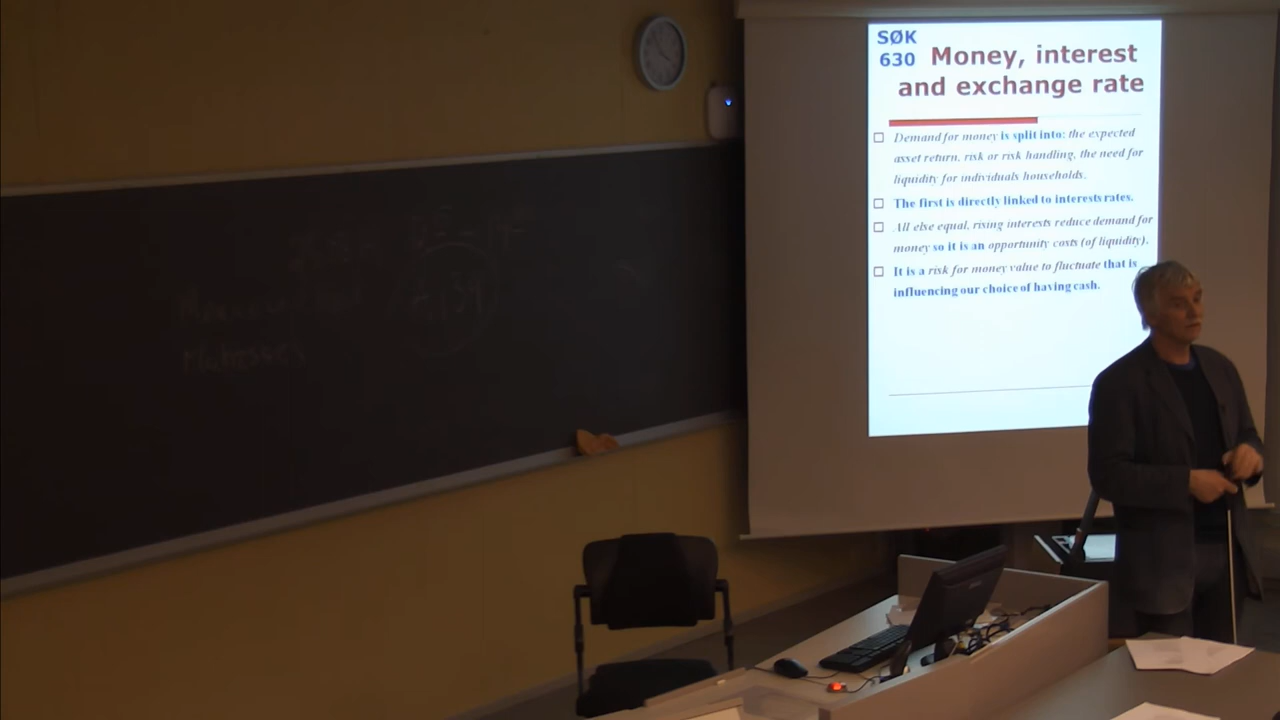 SØK
630
Money, interest
and exchange rate
Demand for money is split into: the expected
asset return, risk or risk handling, the need for
liquidity for individuals households.
The first is directly linked to interests rates.
All else equal, rising interests reduce demand for
money so it is an opportunity costs (of liquidity).
It is a risk for money value to fluctuate that is
influencing our choice of having cash.